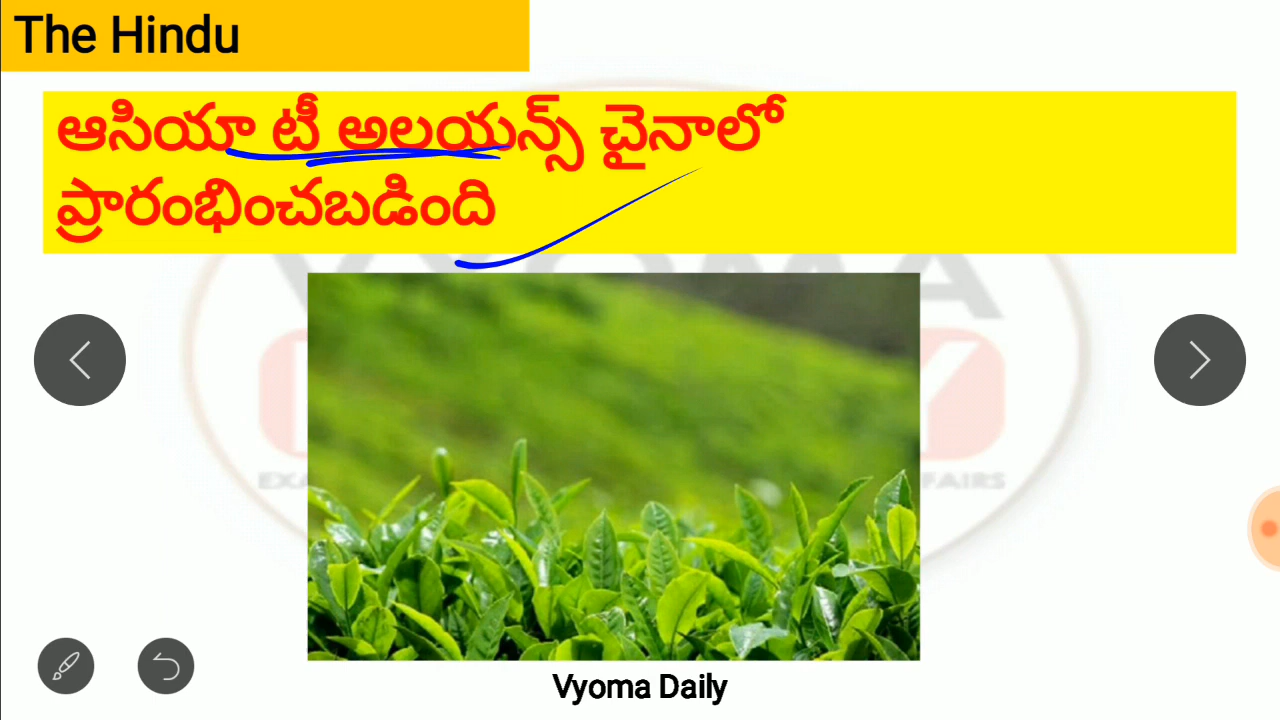 The Hindu
ఆసియా టీ అలయన్స్ చైనాలో
ప్రారంభించబడింది
Vyoma Daily